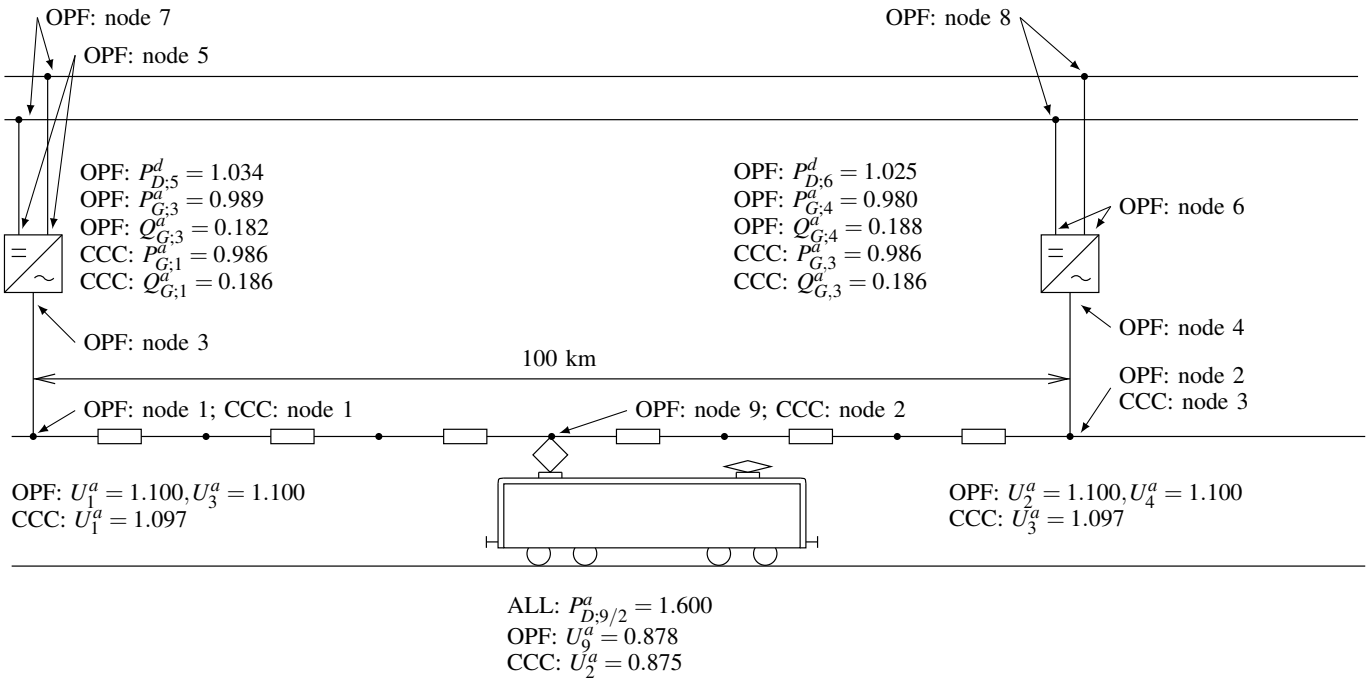 OPF: node 7
OPF: node 8
OPF: node 5
OPF: P^d_{D;5} = 1.034
OPF: P^a_{G;3} = 0.989
OPF: Q^a_{G;3} = 0.182
CCC: P^a_{G;1} = 0.986
CCC: Q^a_{G;1} = 0.186
OPF: P^d_{D;6} = 1.025
OPF: P^a_{G;4} = 0.980
OPF: Q^a_{G;4} = 0.188
CCC: P^a_{G,3} = 0.986
CCC: Q^a_{G,3} = 0.186
OPF: node 6
OPF: node 3
OPF: node 4
100 km
OPF: node 2
CCC: node 3
OPF: node 1; CCC: node 1
OPF: node 9; CCC: node 2
OPF: U^a_1 = 1.100, U^a_3 = 1.100
CCC: U^a_1 = 1.097
OPF: U^a_2 = 1.100, U^a_4 = 1.100
CCC: U^a_3 = 1.097
ALL: P^a_{D;9/2} = 1.600
OPF: U^a_9 = 0.878
CCC: U^a_2 = 0.875